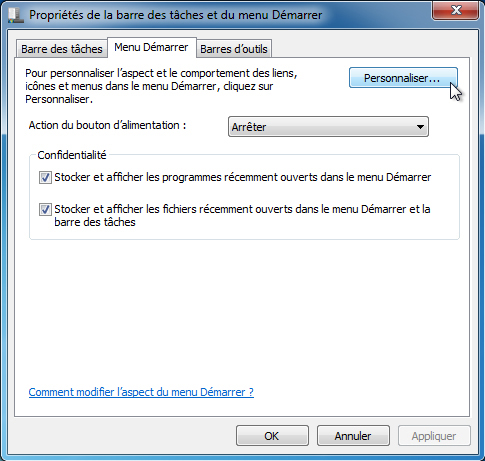 Propriétés de la barre des tâches et du menu Démarrer
Barre des tâches
Menu Démarrer
Barres d'outils
Pour personnaliser l'aspect et le comportement des liens,
icônes et menus dans le menu Démarrer, cliquez sur
Personnaliser.
Personnaliser...
Action du bouton d'alimentation :
Arrêter
Confidentialité
Stocker et afficher les programmes récemment ouverts dans le menu Démarrer
Stocker et afficher les fichiers récemment ouverts dans le menu Démarrer et la
barre des tâches
Comment modifier l'aspect du menu Démarrer ?
OK
Annuler
Appliquer